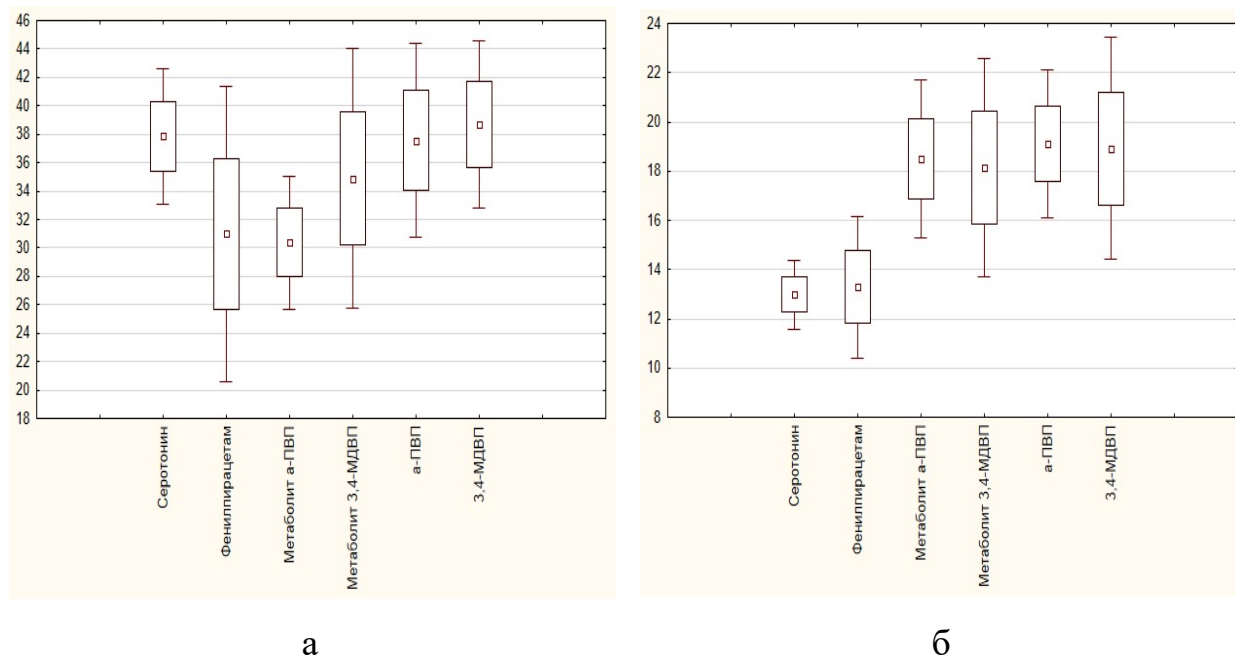 46
44
42
40
38
36
34
32
30
28
26
24
22
20
18
Серотонин
Фенилпирацетам
Метаболит а-ПВП
Метаболит 3,4-МДВП
а-ПВП
3,4-МДВП
а
24
22
20
18
16
14
12
10
8
Серотонин
Фенилпирацетам
Метаболит а-ПВП
Метаболит 3,4-МДВП
а-ПВП
3,4-МДВП
б